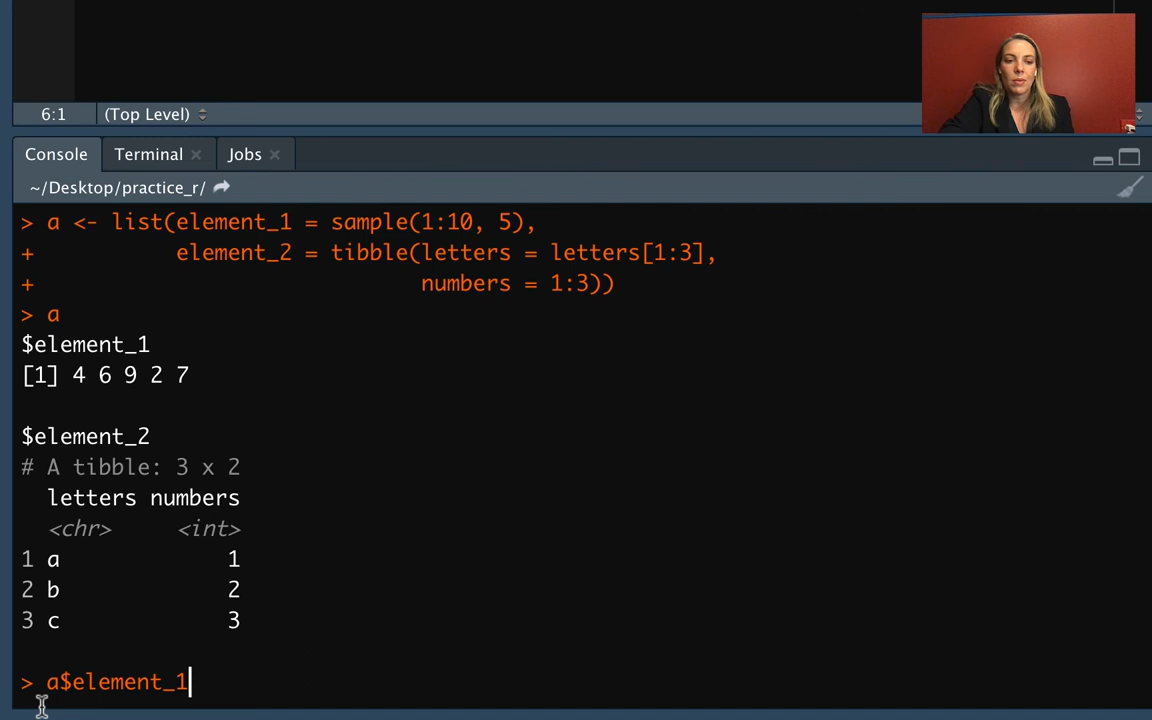 6:1 (Top Level)
Console Terminal Jobs
~/Desktop/practice_r/
> a <- list(element_1 = sample(1:10, 5),
+ element_2 = tibble(letters = letters[1:3],
+ numbers = 1:3))
> a
$element_1
[1] 4 6 9 2 7
$element_2
# A tibble: 3 x 2
letters numbers
<chr> <int>
1 a 1
2 b 2
3 c 3
> a$element_1